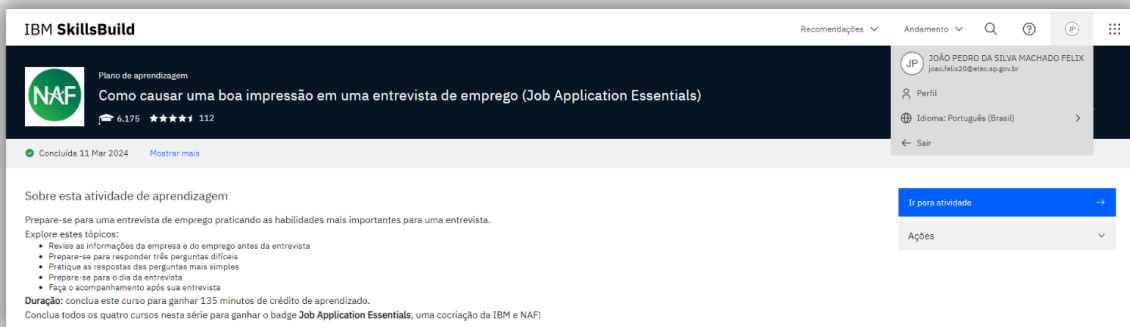 IBM SkillsBuild
Recomendações
Andamento
JP
JP
JOÃO PEDRO DA SILVA MACHADO FELIX
joao.felix20@etec.sp.gov.br
Perfil
Idioma: Português (Brasil)
Sair
NAF
Plano de aprendizagem
Como causar uma boa impressão em uma entrevista de emprego (Job Application Essentials)
6.175 112
Concluída 11 Mar 2024 Mostrar mais
Sobre esta atividade de aprendizagem
Prepare-se para uma entrevista de emprego praticando as habilidades mais importantes para uma entrevista.
Explore estes tópicos:
• Revise as informações da empresa e do emprego antes da entrevista
• Prepare-se para responder três perguntas difíceis
• Pratique as respostas das perguntas mais simples
• Prepare-se para o dia da entrevista
• Faça o acompanhamento após sua entrevista
Duração: conclua este curso para ganhar 135 minutos de crédito de aprendizado.
Conclua todos os quatro cursos nesta série para ganhar o badge Job Application Essentials, uma cocriação da IBM e NAF!
Ir para atividade
Ações